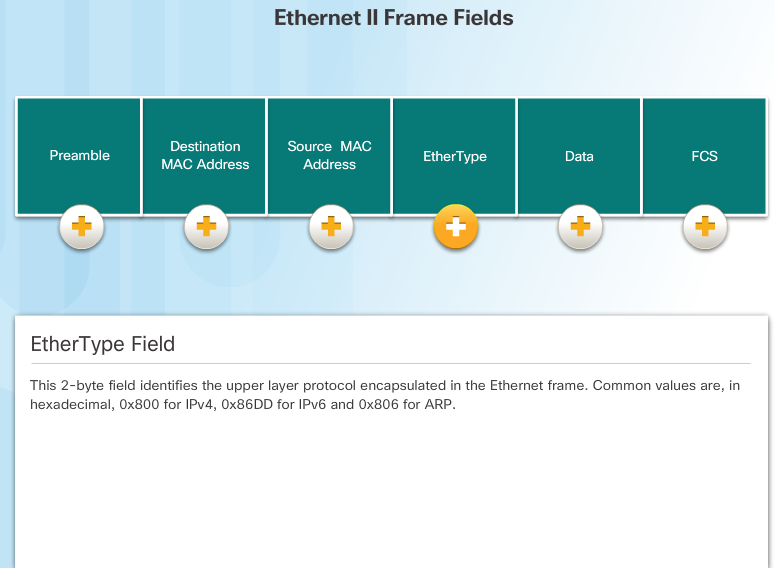 Ethernet II Frame Fields
Preamble
Destination
MAC Address
Source MAC
Address
EtherType
Data
FCS
EtherType Field
This 2-byte field identifies the upper layer protocol encapsulated in the Ethernet frame. Common values are, in
hexadecimal, 0x800 for IPv4, 0x86DD for IPv6 and 0x806 for ARP.